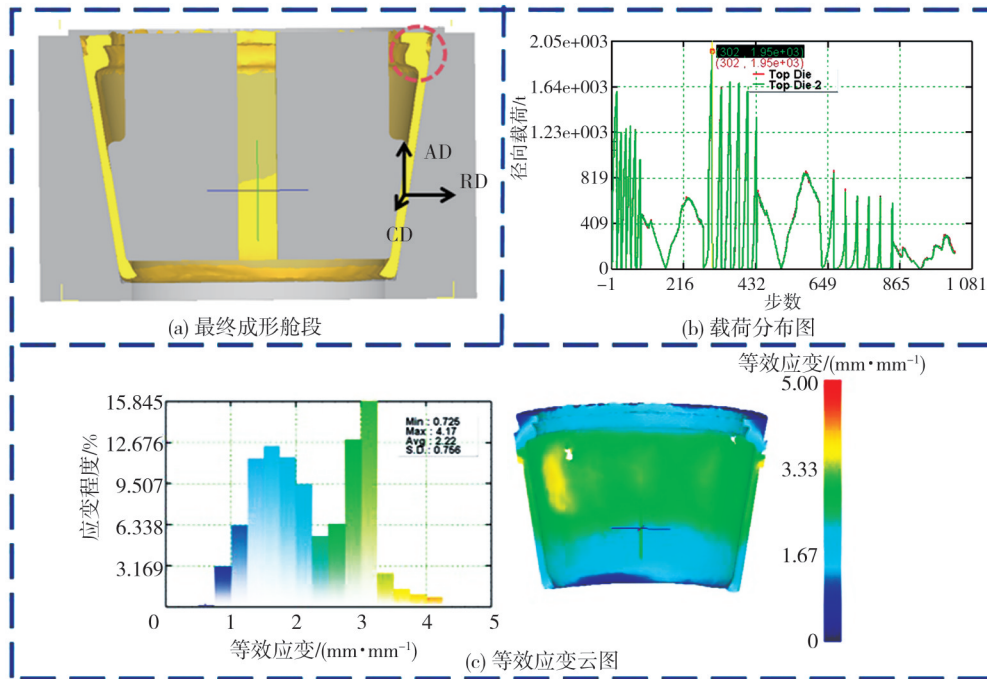 AD
RD
CD
(a) 最终成形舱段
径向载荷/t
2.05e+003
1.64e+003
1.23e+003
819
409
0
(302 , 1.95e+03)
(302 , 1.95e+03)
Top Die
Top Die 2
-1
216
432
649
865
1 081
步数
(b) 载荷分布图
应变程度/%
15.845
12.676
9.507
6.338
3.169
Min : 0.725
Max : 4.17
Avg : 2.22
S.D. : 0.756
0
1
2
3
4
5
等效应变/(mm·mm⁻¹)
等效应变/(mm·mm⁻¹)
5.00
3.33
1.67
0
(c) 等效应变云图